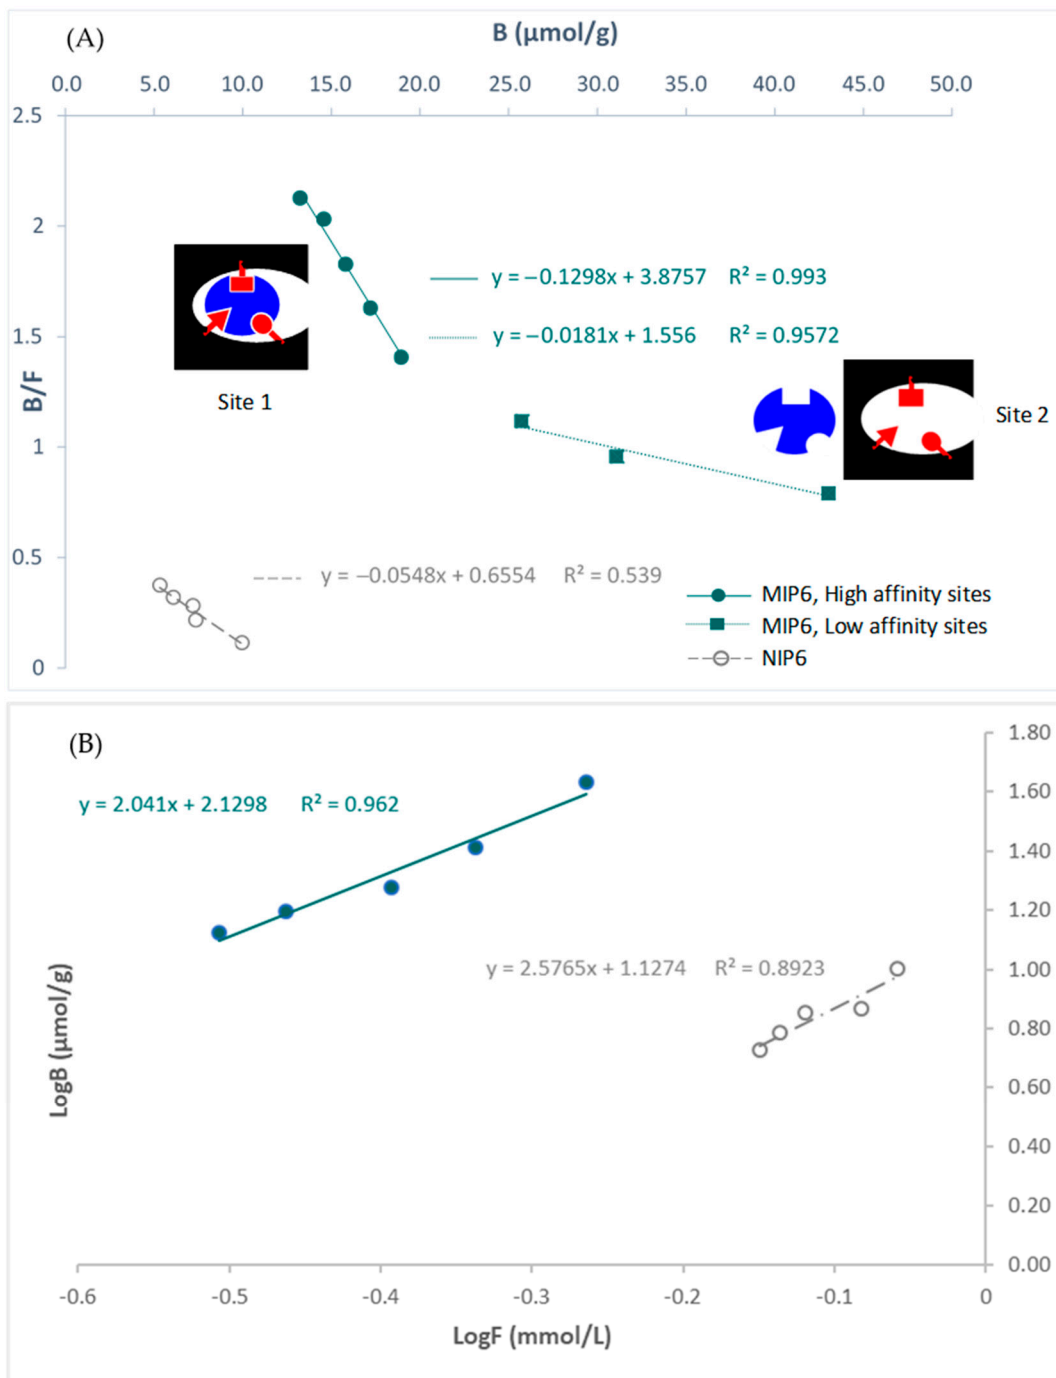 (A)
B (µmol/g)
0.0 5.0 10.0 15.0 20.0 25.0 30.0 35.0 40.0 45.0 50.0
2.5
2
1.5
1
0.5
0
B/F
y = −0.1298x + 3.8757 R² = 0.993
y = −0.0181x + 1.556 R² = 0.9572
Site 1
Site 2
y = −0.0548x + 0.6554 R² = 0.539
MIP6, High affinity sites
MIP6, Low affinity sites
NIP6
(B)
y = 2.041x + 2.1298 R² = 0.962
y = 2.5765x + 1.1274 R² = 0.8923
LogB (µmol/g)
1.80
1.60
1.40
1.20
1.00
0.80
0.60
0.40
0.20
0.00
-0.6 -0.5 -0.4 -0.3 -0.2 -0.1 0
LogF (mmol/L)